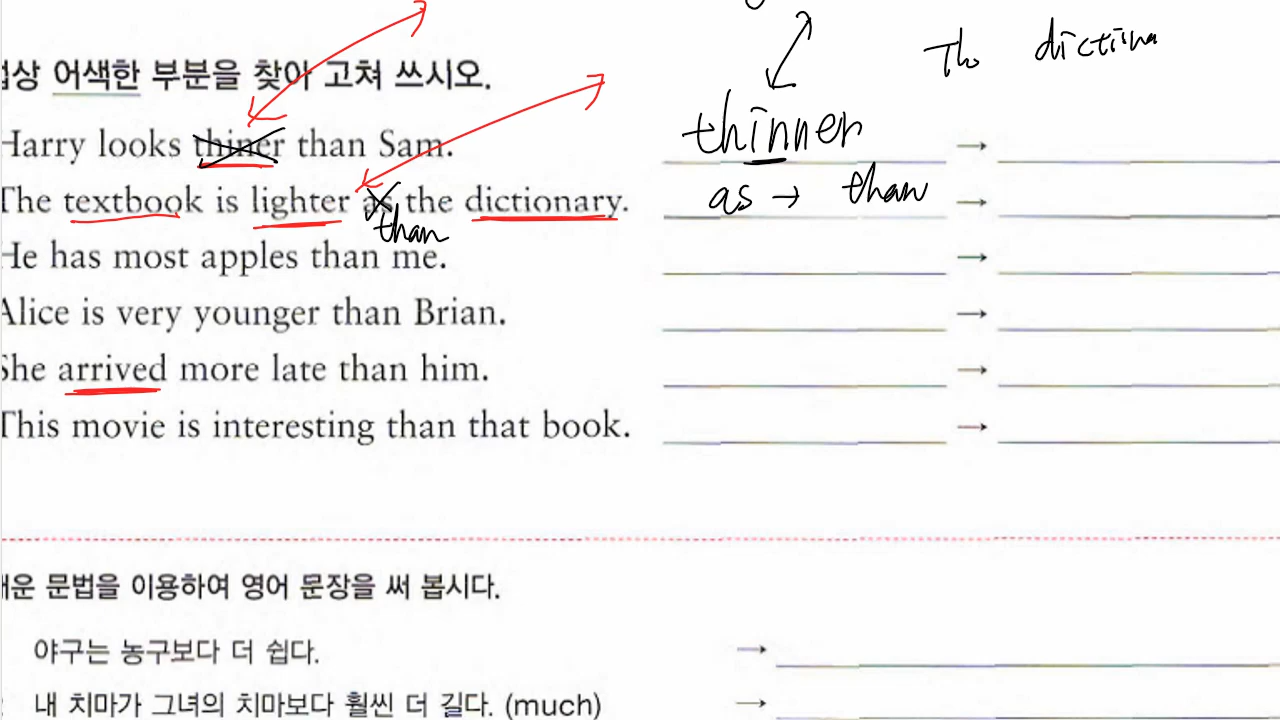 어색한 부분을 찾아 고쳐 쓰시오.
Harry looks thiner than Sam.
thinner →
The textbook is lighter as the dictionary.
than
as → than →
He has most apples than me. →
Alice is very younger than Brian. →
She arrived more late than him. →
This movie is interesting than that book. →
문법을 이용하여 영어 문장을 써 봅시다.
야구는 농구보다 더 쉽다. →
내 치마가 그녀의 치마보다 훨씬 더 길다. (much) →